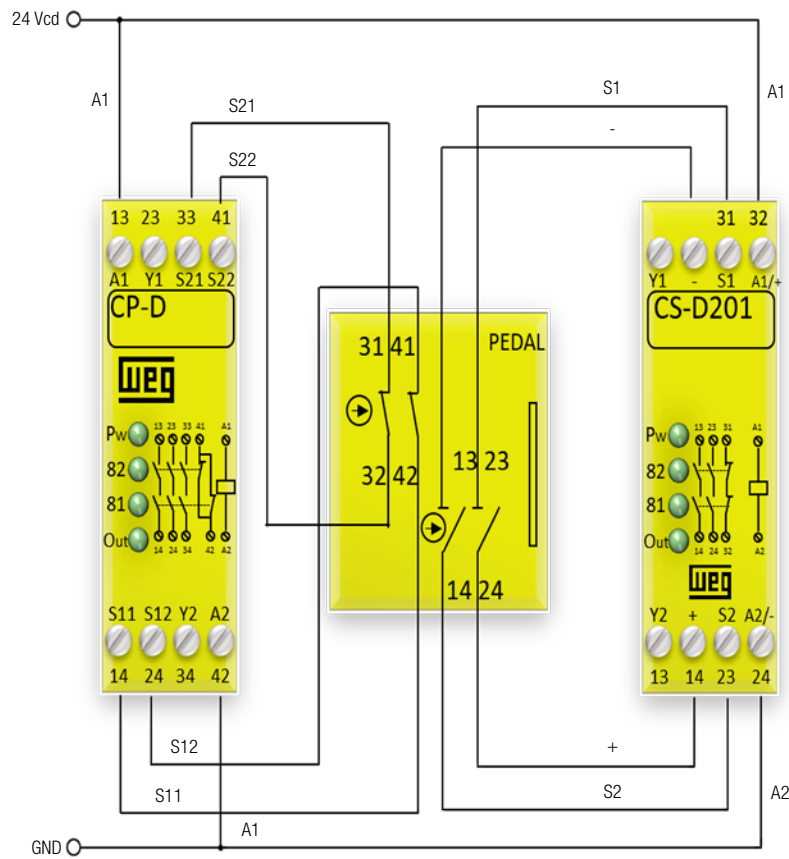 24 Vcd
A1
S21
S22
S1
-
A1
13 23 33 41
A1 Y1 S21 S22
CP-D
WEG
PW
82
81
Out
13 23 33 41 A1
14 24 34 42 A2
S11 S12 Y2 A2
14 24 34 42
31 41
PEDAL
32 42
13 23
14 24
31 32
Y1 - S1 A1/+
CS-D201
PW
82
81
Out
13 23 31 A1
14 24 32 A2
WEG
Y2 + S2 A2/-
13 14 23 24
S12
S11
A1
+
S2
A2
GND